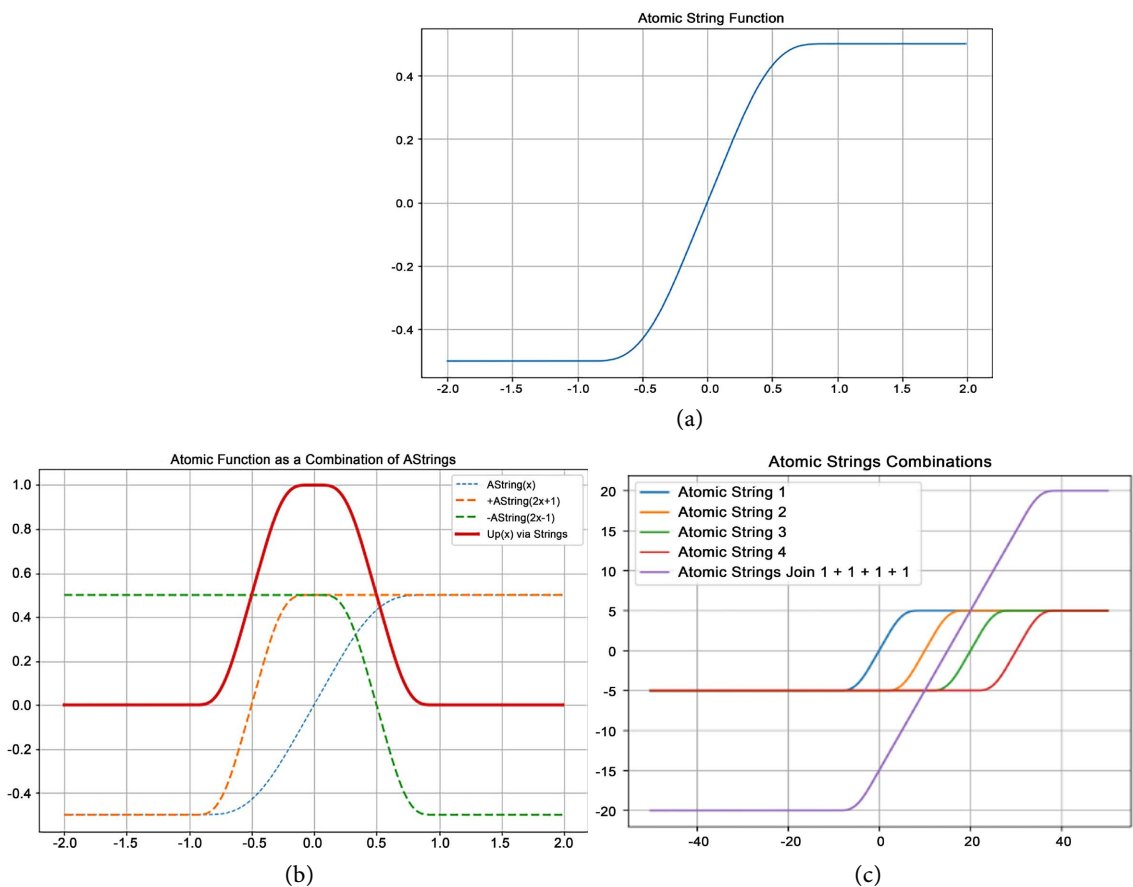 Atomic String Function
0.4
0.2
0.0
-0.2
-0.4
-2.0 -1.5 -1.0 -0.5 0.0 0.5 1.0 1.5 2.0
(a)
Atomic Function as a Combination of AStrings
AString(x)
+AString(2x+1)
-AString(2x-1)
Up(x) via Strings
1.0
0.8
0.6
0.4
0.2
0.0
-0.2
-0.4
-2.0 -1.5 -1.0 -0.5 0.0 0.5 1.0 1.5 2.0
(b)
Atomic Strings Combinations
Atomic String 1
Atomic String 2
Atomic String 3
Atomic String 4
Atomic Strings Join 1 + 1 + 1 + 1
20
15
10
5
0
-5
-10
-15
-20
-40 -20 0 20 40
(c)